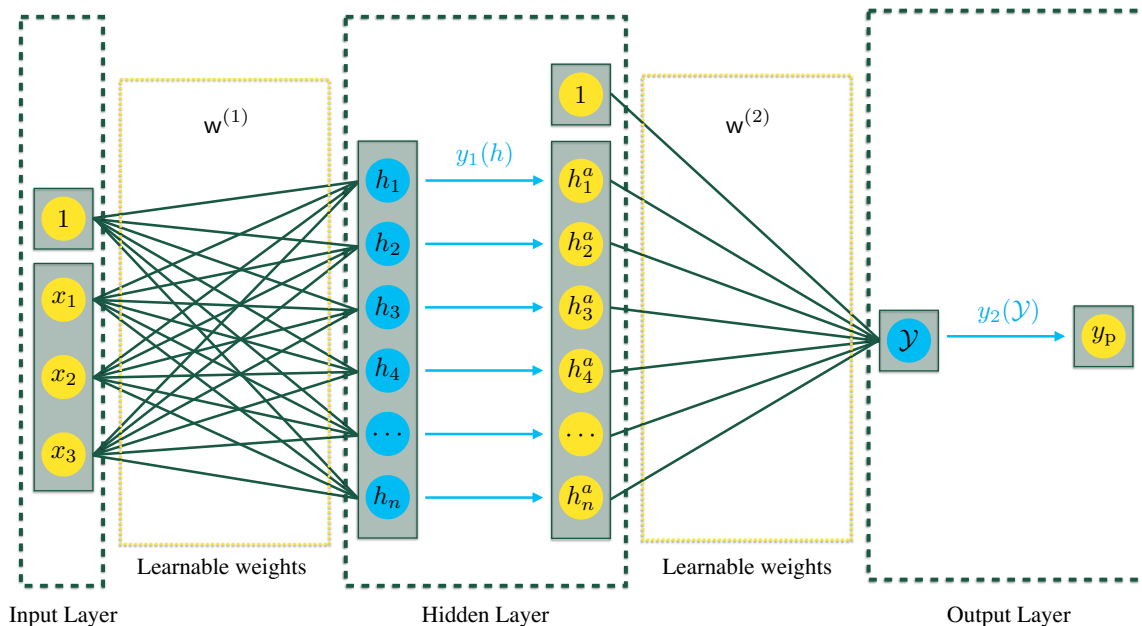 w^(1)
w^(2)
1
1
y_1(h)
h_1
h_1^a
h_2
h_2^a
x_1
h_3
h_3^a
y_2(𝒴)
𝒴
y_p
x_2
h_4
h_4^a
...
...
x_3
h_n
h_n^a
Learnable weights
Learnable weights
Input Layer
Hidden Layer
Output Layer